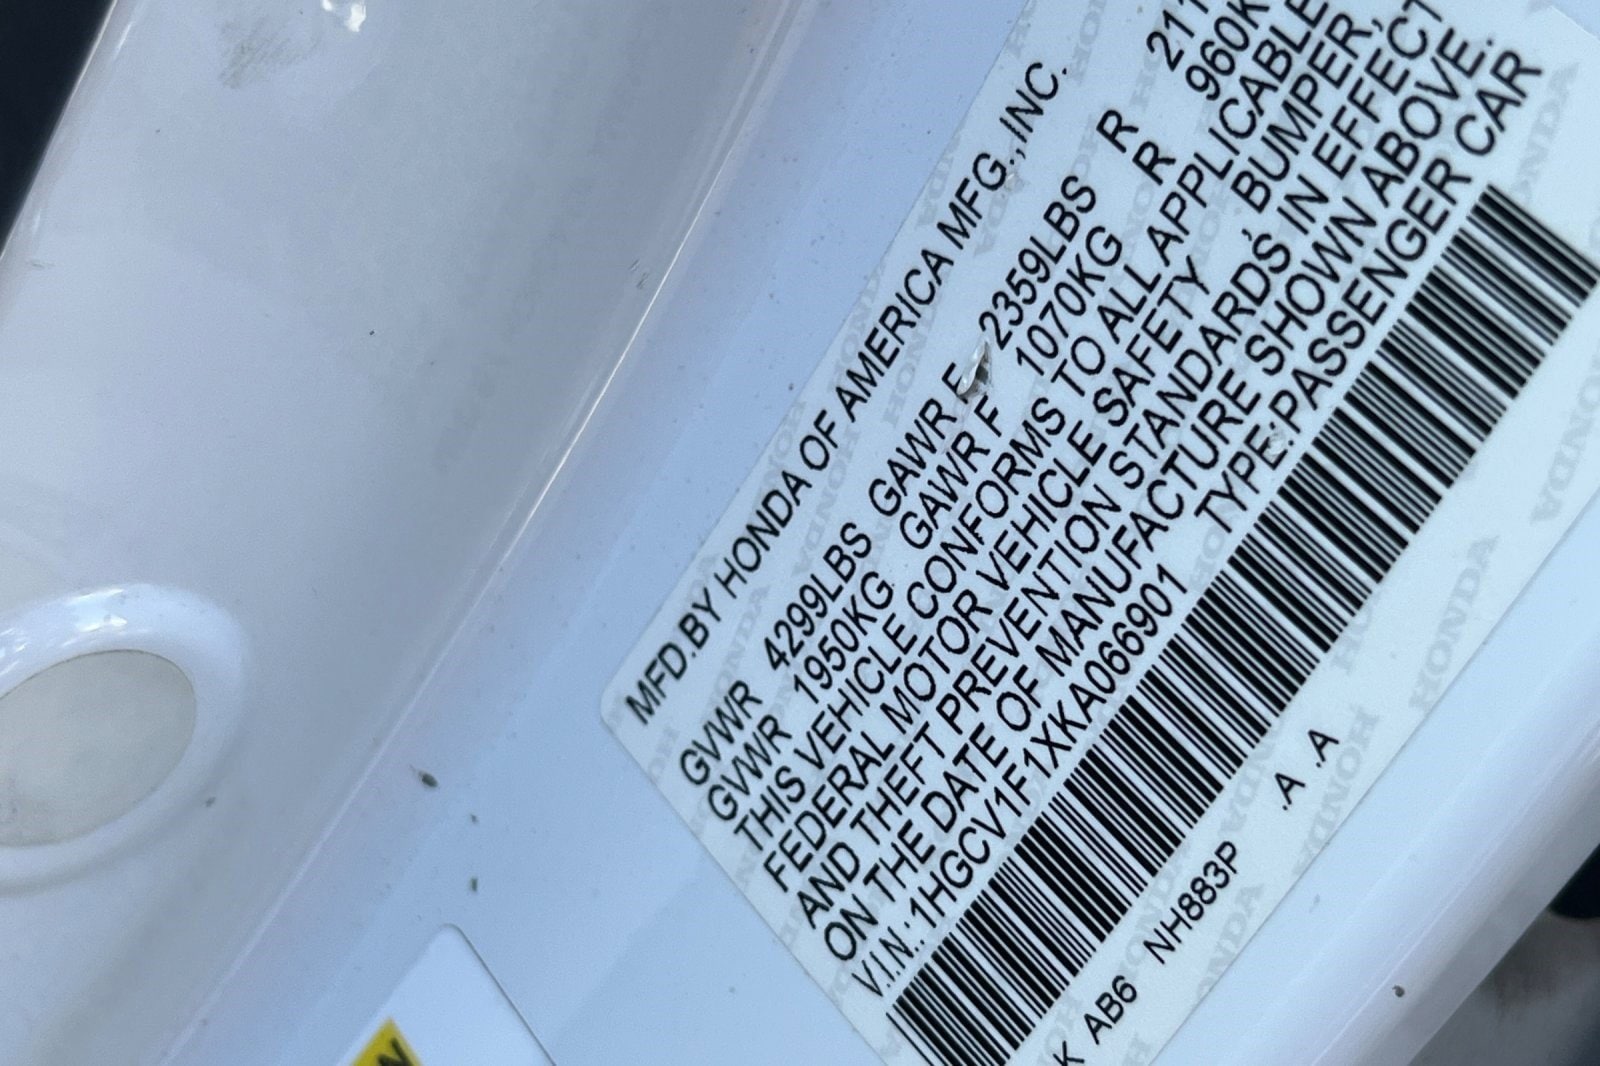 MFD.BY HONDA OF AMERICA MFG.,INC.
GVWR 4299LBS GAWR F 2359LBS R
GVWR 1950KG GAWR F 1070KG R 960K
THIS VEHICLE CONFORMS TO ALL APPLICABLE
FEDERAL MOTOR VEHICLE SAFETY ,BUMPER,
AND THEFT PREVENTION STANDARDS IN EFFECT
ON THE DATE OF MANUFACTURE SHOWN ABOVE.
V.I.N.:1HGCV1F1XKA066901 TYPE:PASSENGER CAR
K AB6 NH883P .A .A